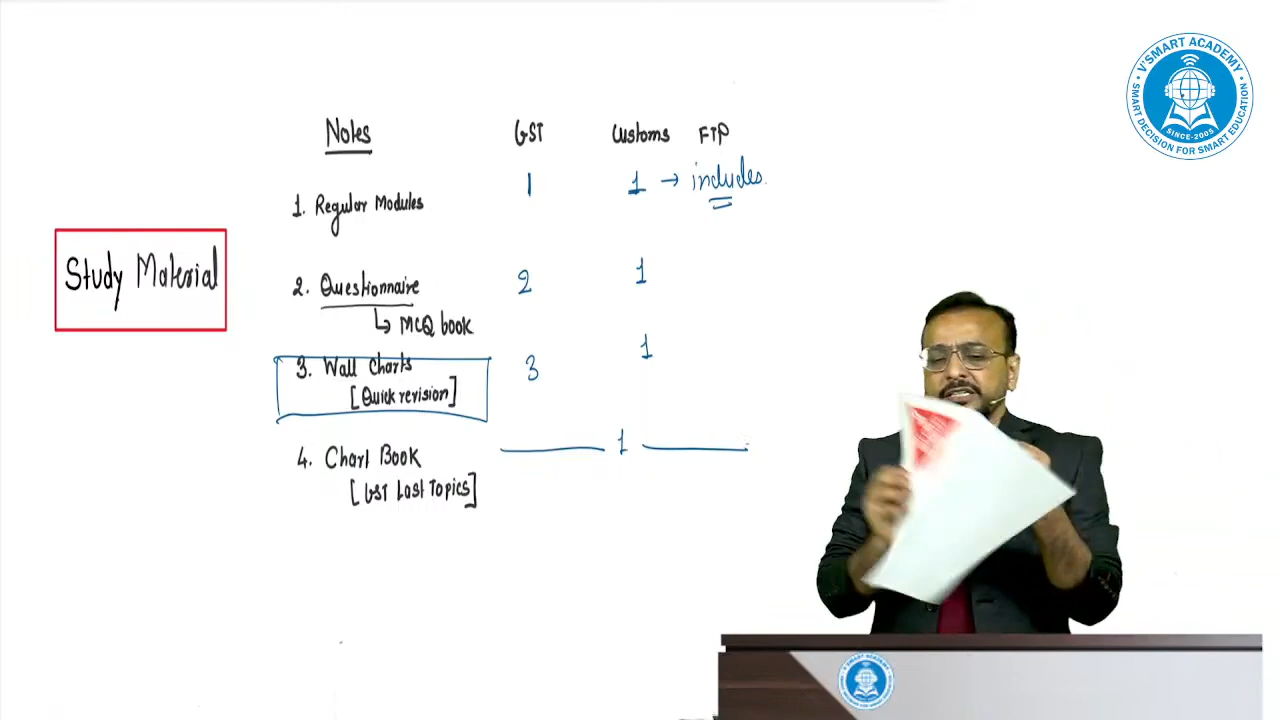 V'SMART ACADEMY
SMART DECISION FOR SMART EDUCATION
SINCE-2005
Notes GST Customs FTP
1. Regular Modules 1 1 → includes.
Study Material
2. Questionnaire 2 1
↳ MCQ book
3. Wall Charts 3 1
[Quick revision]
4. Chart Book 1
[GST Last Topics]